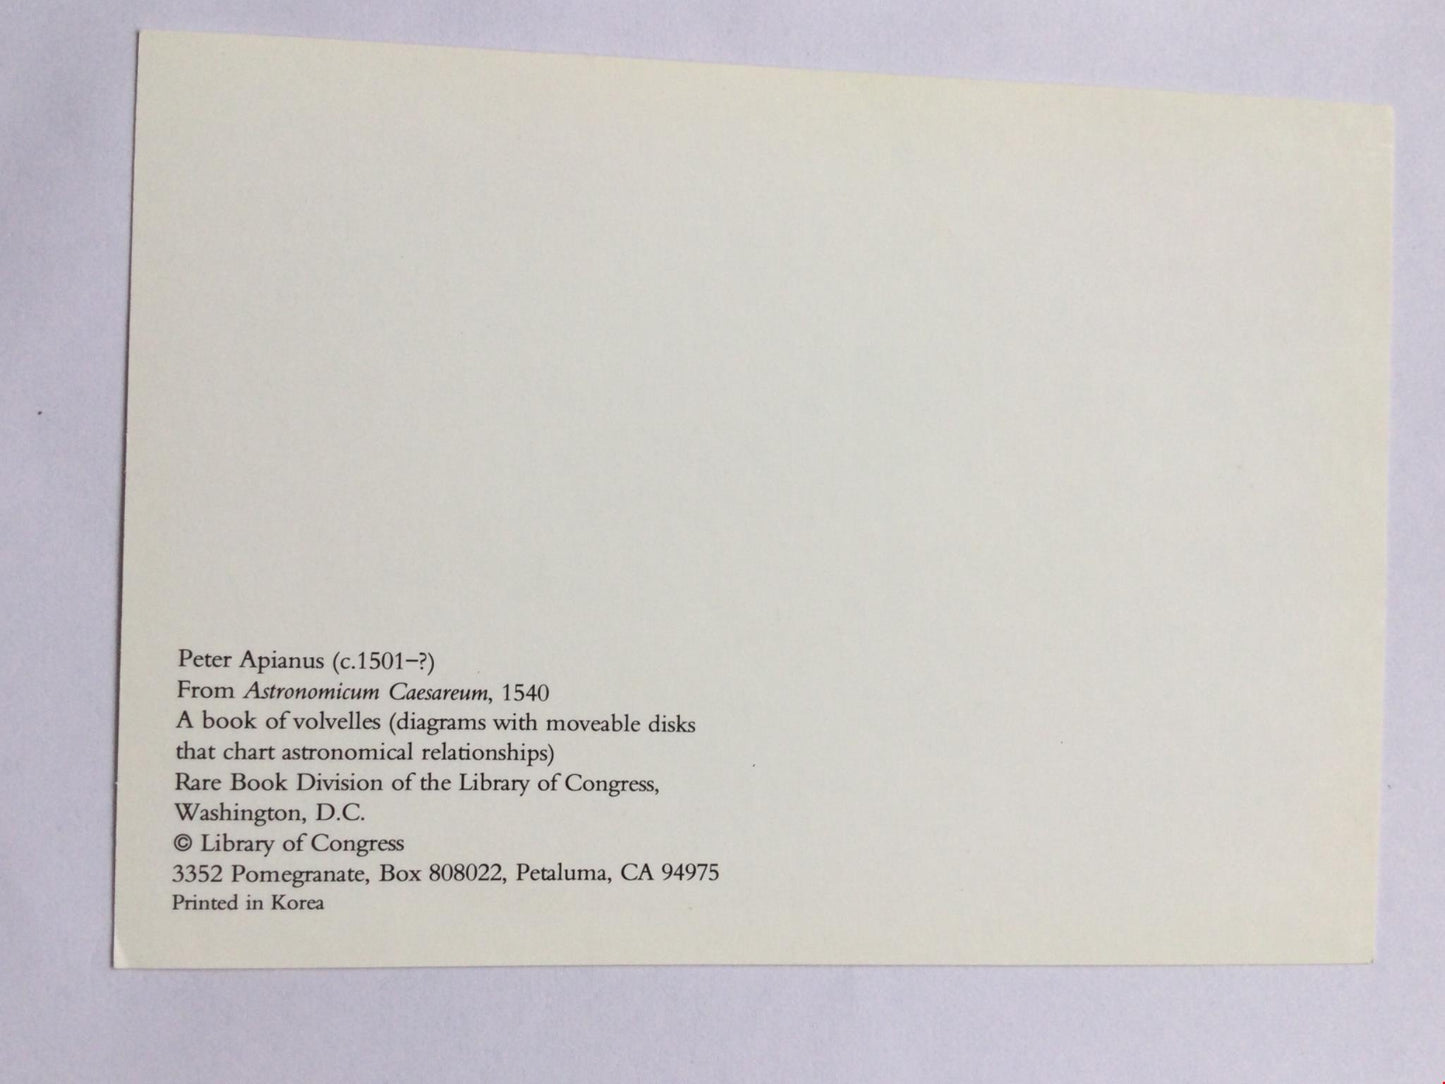 Peter Apianus (c.1501–?)
From Astronomicum Caesareum, 1540
A book of volvelles (diagrams with moveable disks
that chart astronomical relationships)
Rare Book Division of the Library of Congress,
Washington, D.C.
© Library of Congress
3352 Pomegranate, Box 808022, Petaluma, CA 94975
Printed in Korea